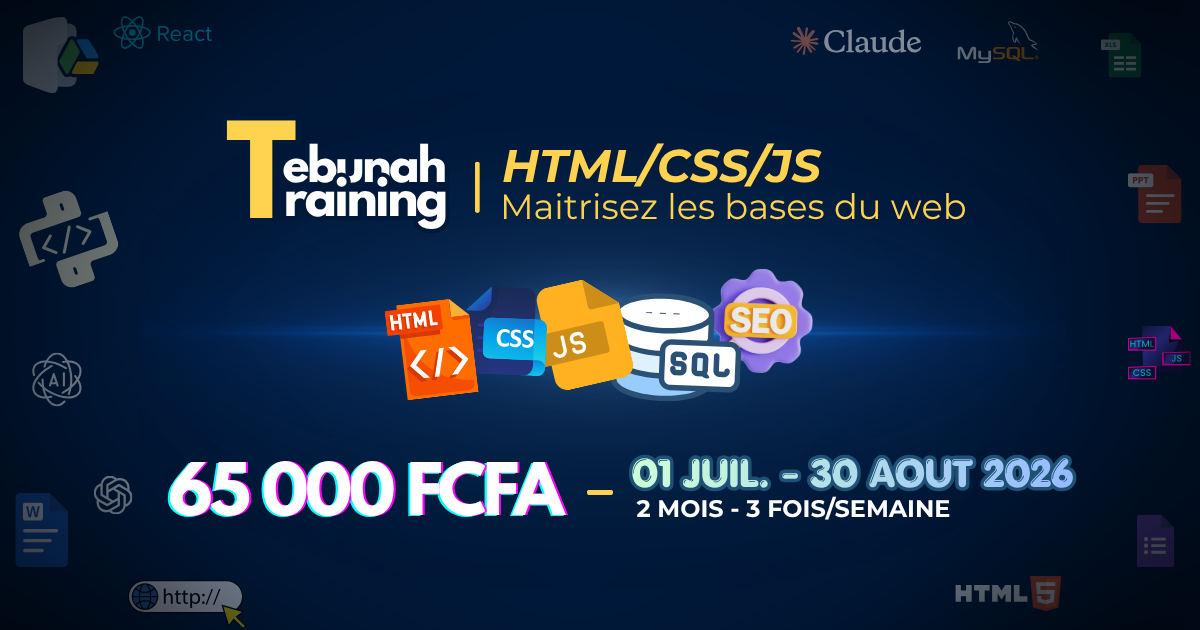 React
Claude
MySQL
XLS
Tebunah
Training
HTML/CSS/JS
Maitrisez les bases du web
PPT
HTML
CSS
JS
SQL
SEO
HTML
JS
CSS
AI
65 000 FCFA – 01 JUIL. - 30 AOUT 2026
2 MOIS - 3 FOIS/SEMAINE
W
http://
HTML
5